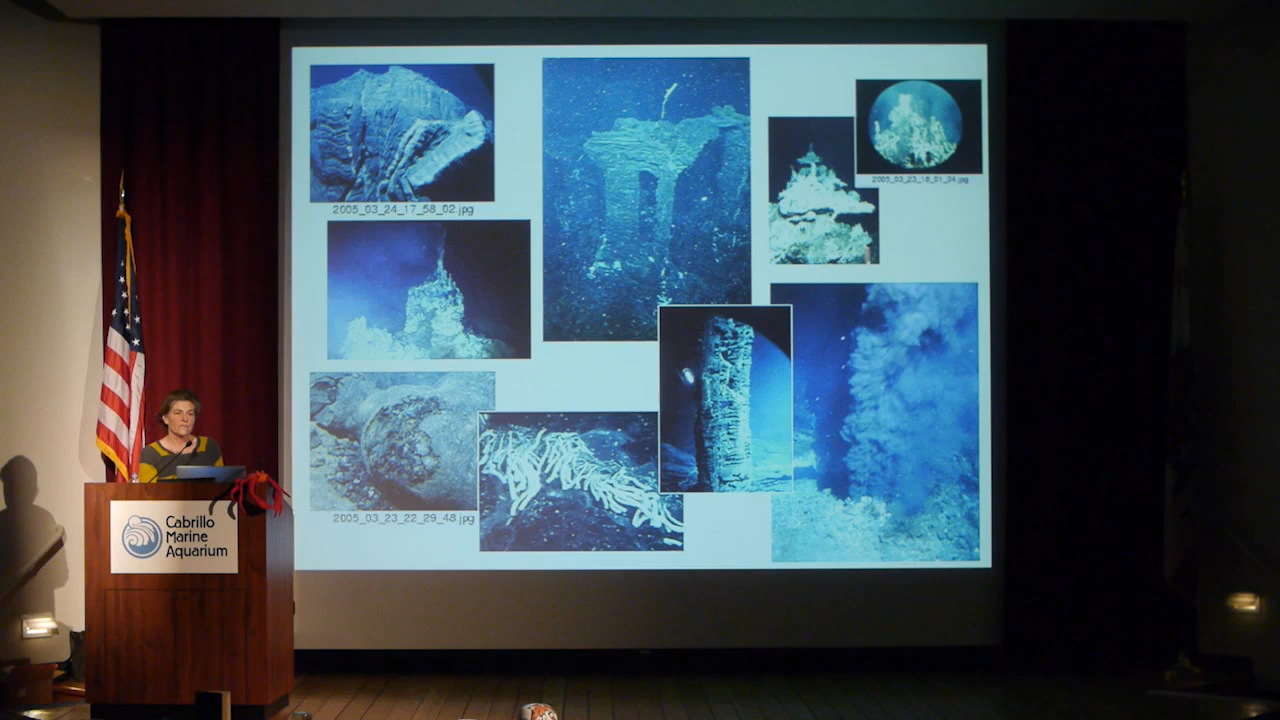 2005_03_24_17_58_02.jpg
2005_03_23_18_01_34.jpg
2005_03_23_22_29_48.jpg
Cabrillo
Marine
Aquarium